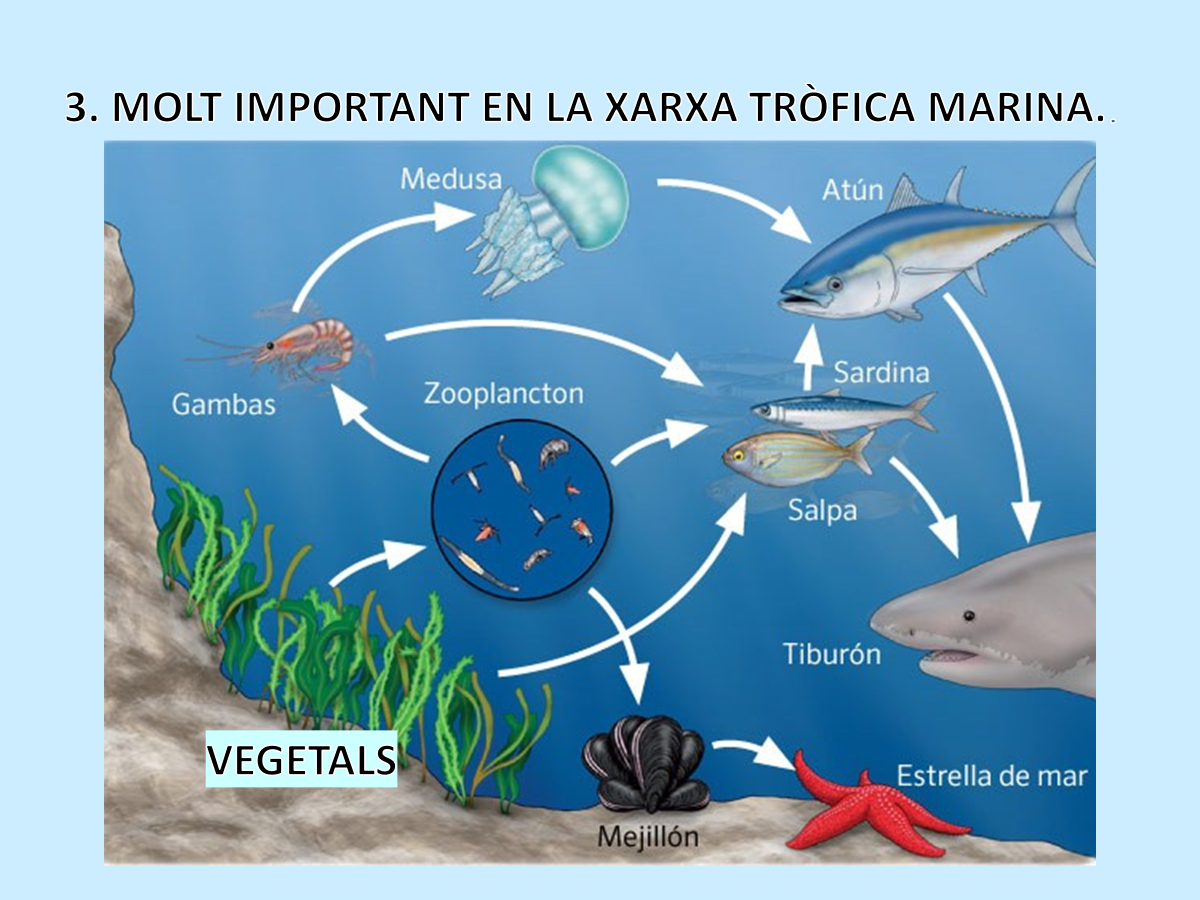 3. MOLT IMPORTANT EN LA XARXA TRÒFICA MARINA. .
Medusa
Atún
Sardina
Zooplancton
Gambas
Salpa
Tiburón
VEGETALS
Estrella de mar
Mejillón